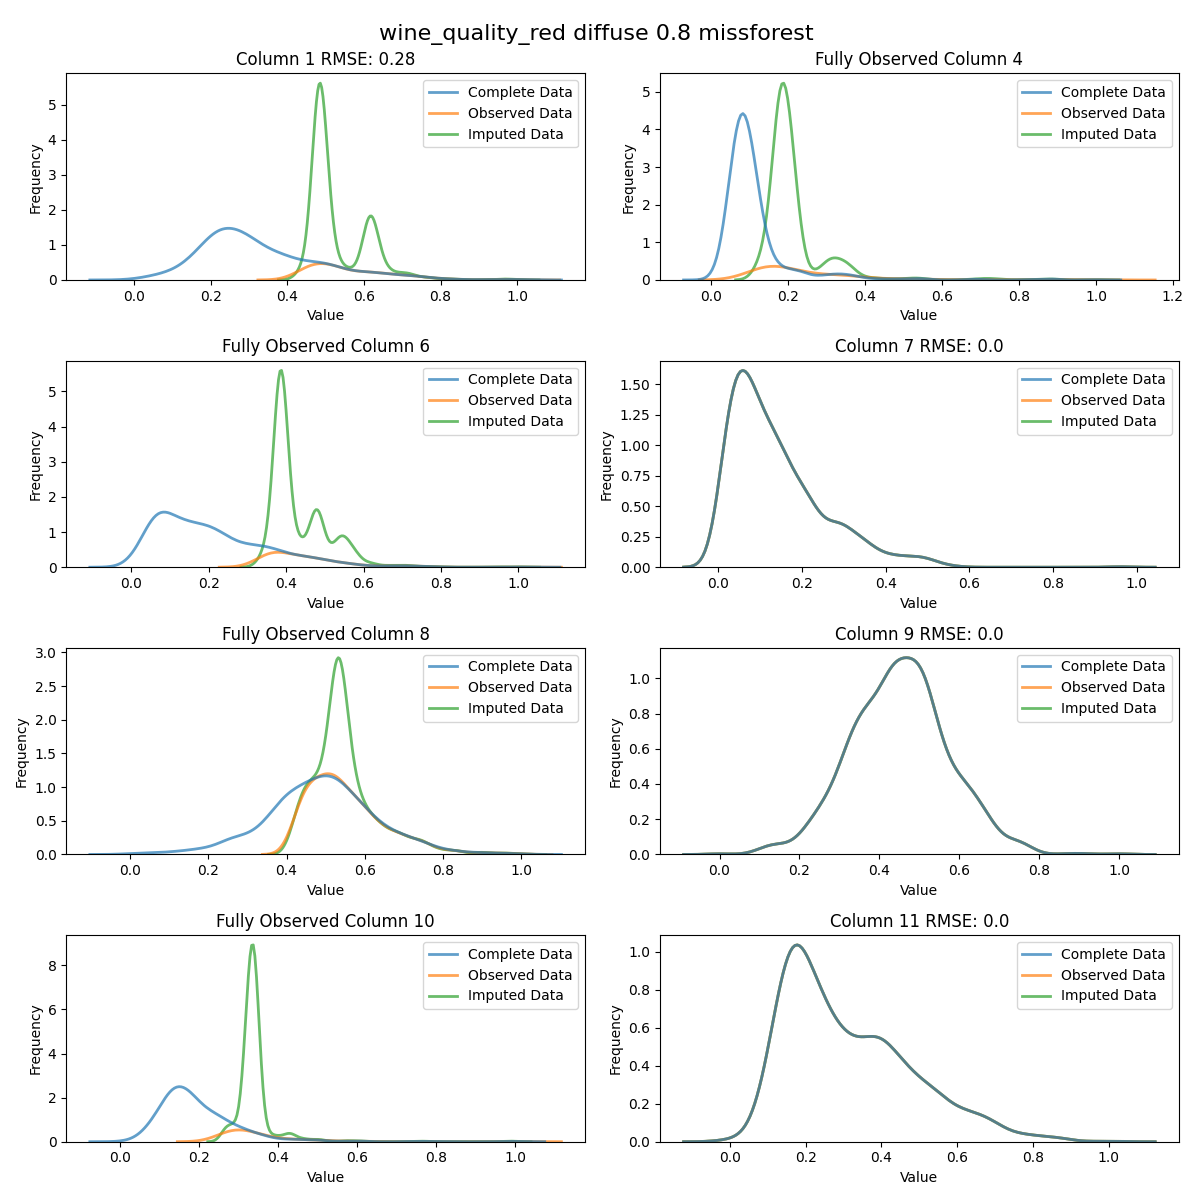 wine_quality_red diffuse 0.8 missforest
Column 1 RMSE: 0.28
Frequency
5
4
3
2
1
0
0.0 0.2 0.4 0.6 0.8 1.0
Value
Complete Data
Observed Data
Imputed Data
Fully Observed Column 4
Frequency
5
4
3
2
1
0
0.0 0.2 0.4 0.6 0.8 1.0 1.2
Value
Complete Data
Observed Data
Imputed Data
Fully Observed Column 6
Frequency
5
4
3
2
1
0
0.0 0.2 0.4 0.6 0.8 1.0
Value
Complete Data
Observed Data
Imputed Data
Column 7 RMSE: 0.0
Frequency
1.50
1.25
1.00
0.75
0.50
0.25
0.00
0.0 0.2 0.4 0.6 0.8 1.0
Value
Complete Data
Observed Data
Imputed Data
Fully Observed Column 8
Frequency
3.0
2.5
2.0
1.5
1.0
0.5
0.0
0.0 0.2 0.4 0.6 0.8 1.0
Value
Complete Data
Observed Data
Imputed Data
Column 9 RMSE: 0.0
Frequency
1.0
0.8
0.6
0.4
0.2
0.0
0.0 0.2 0.4 0.6 0.8 1.0
Value
Complete Data
Observed Data
Imputed Data
Fully Observed Column 10
Frequency
8
6
4
2
0
0.0 0.2 0.4 0.6 0.8 1.0
Value
Complete Data
Observed Data
Imputed Data
Column 11 RMSE: 0.0
Frequency
1.0
0.8
0.6
0.4
0.2
0.0
0.0 0.2 0.4 0.6 0.8 1.0
Value
Complete Data
Observed Data
Imputed Data